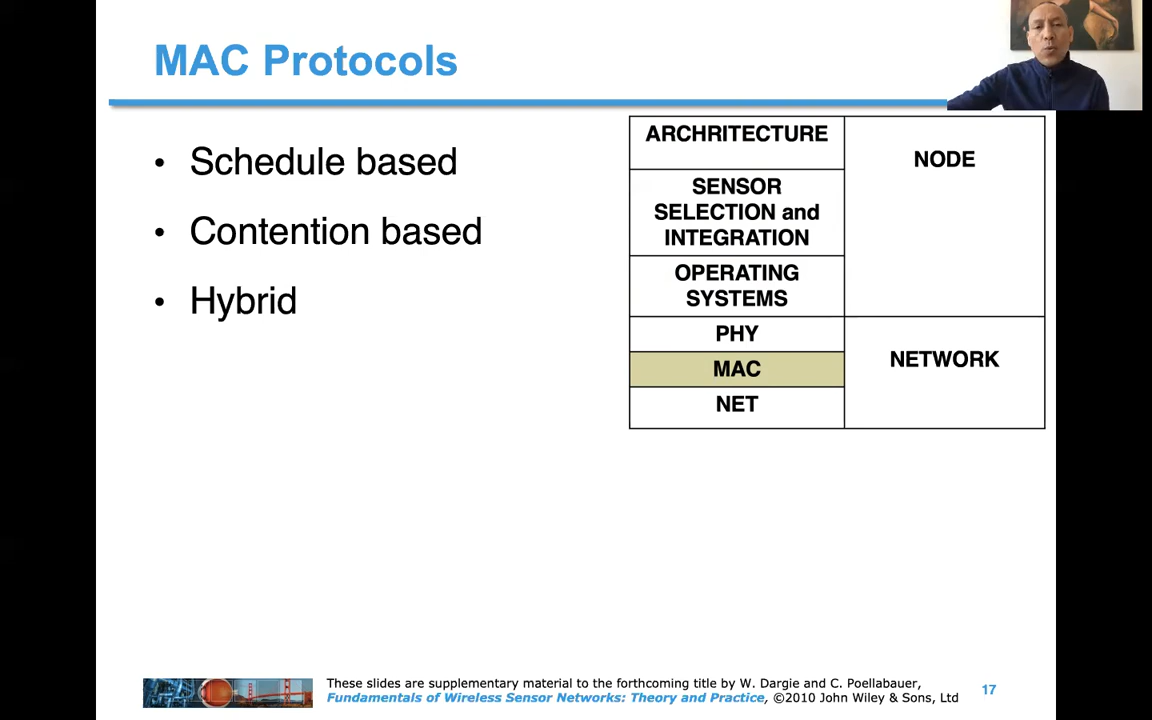 MAC Protocols
• Schedule based
• Contention based
• Hybrid
ARCHRITECTURE
NODE
SENSOR
SELECTION and
INTEGRATION
OPERATING
SYSTEMS
PHY
NETWORK
MAC
NET
These slides are supplementary material to the forthcoming title by W. Dargie and C. Poellabauer,
Fundamentals of Wireless Sensor Networks: Theory and Practice, ©2010 John Wiley & Sons, Ltd
17